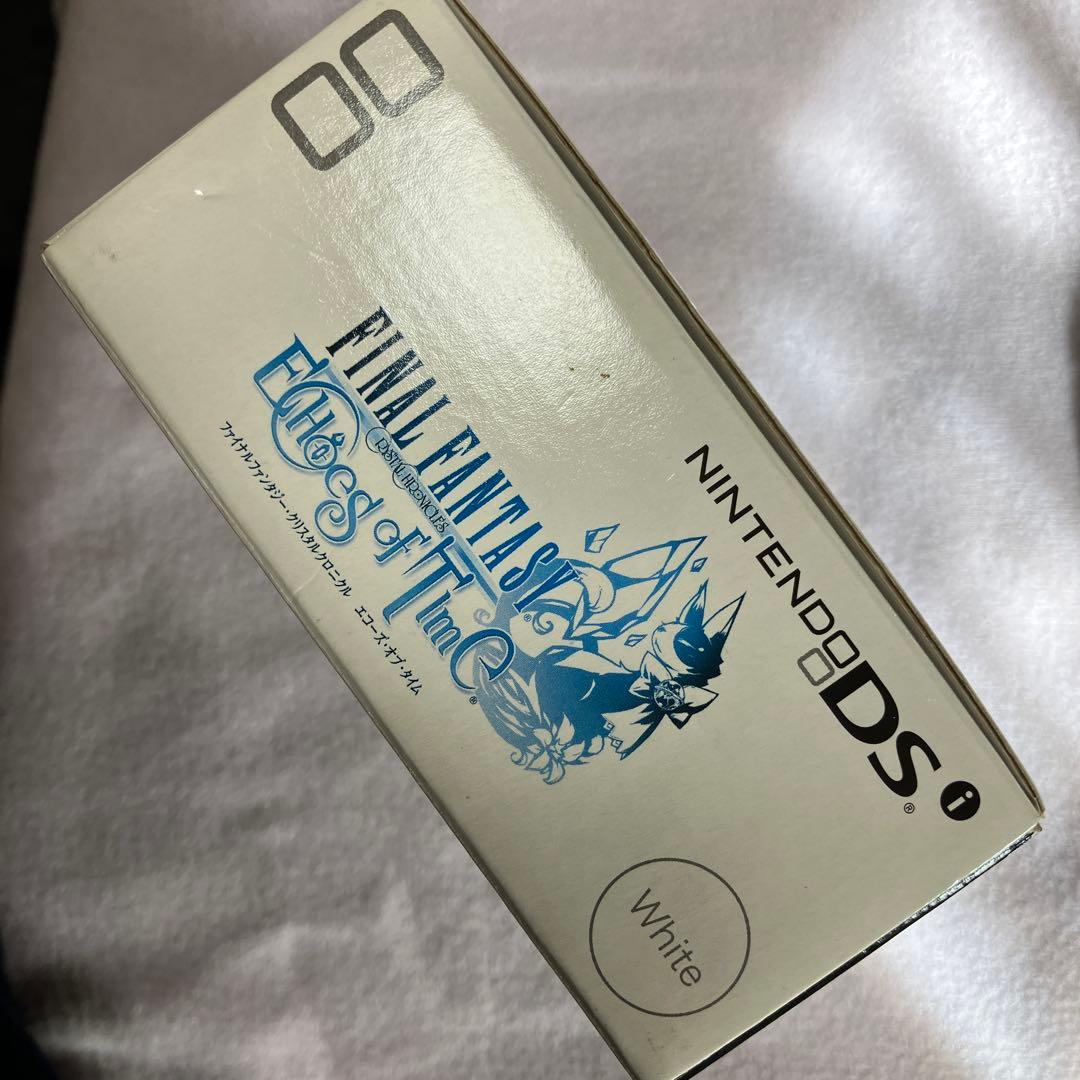 FINAL FANTASY®
CRYSTAL CHRONICLES
ECHOES OF TIME®
ファイナルファンタジー・クリスタルクロニクル エコーズ・オブ・タイム
NINTENDO DS® i
White